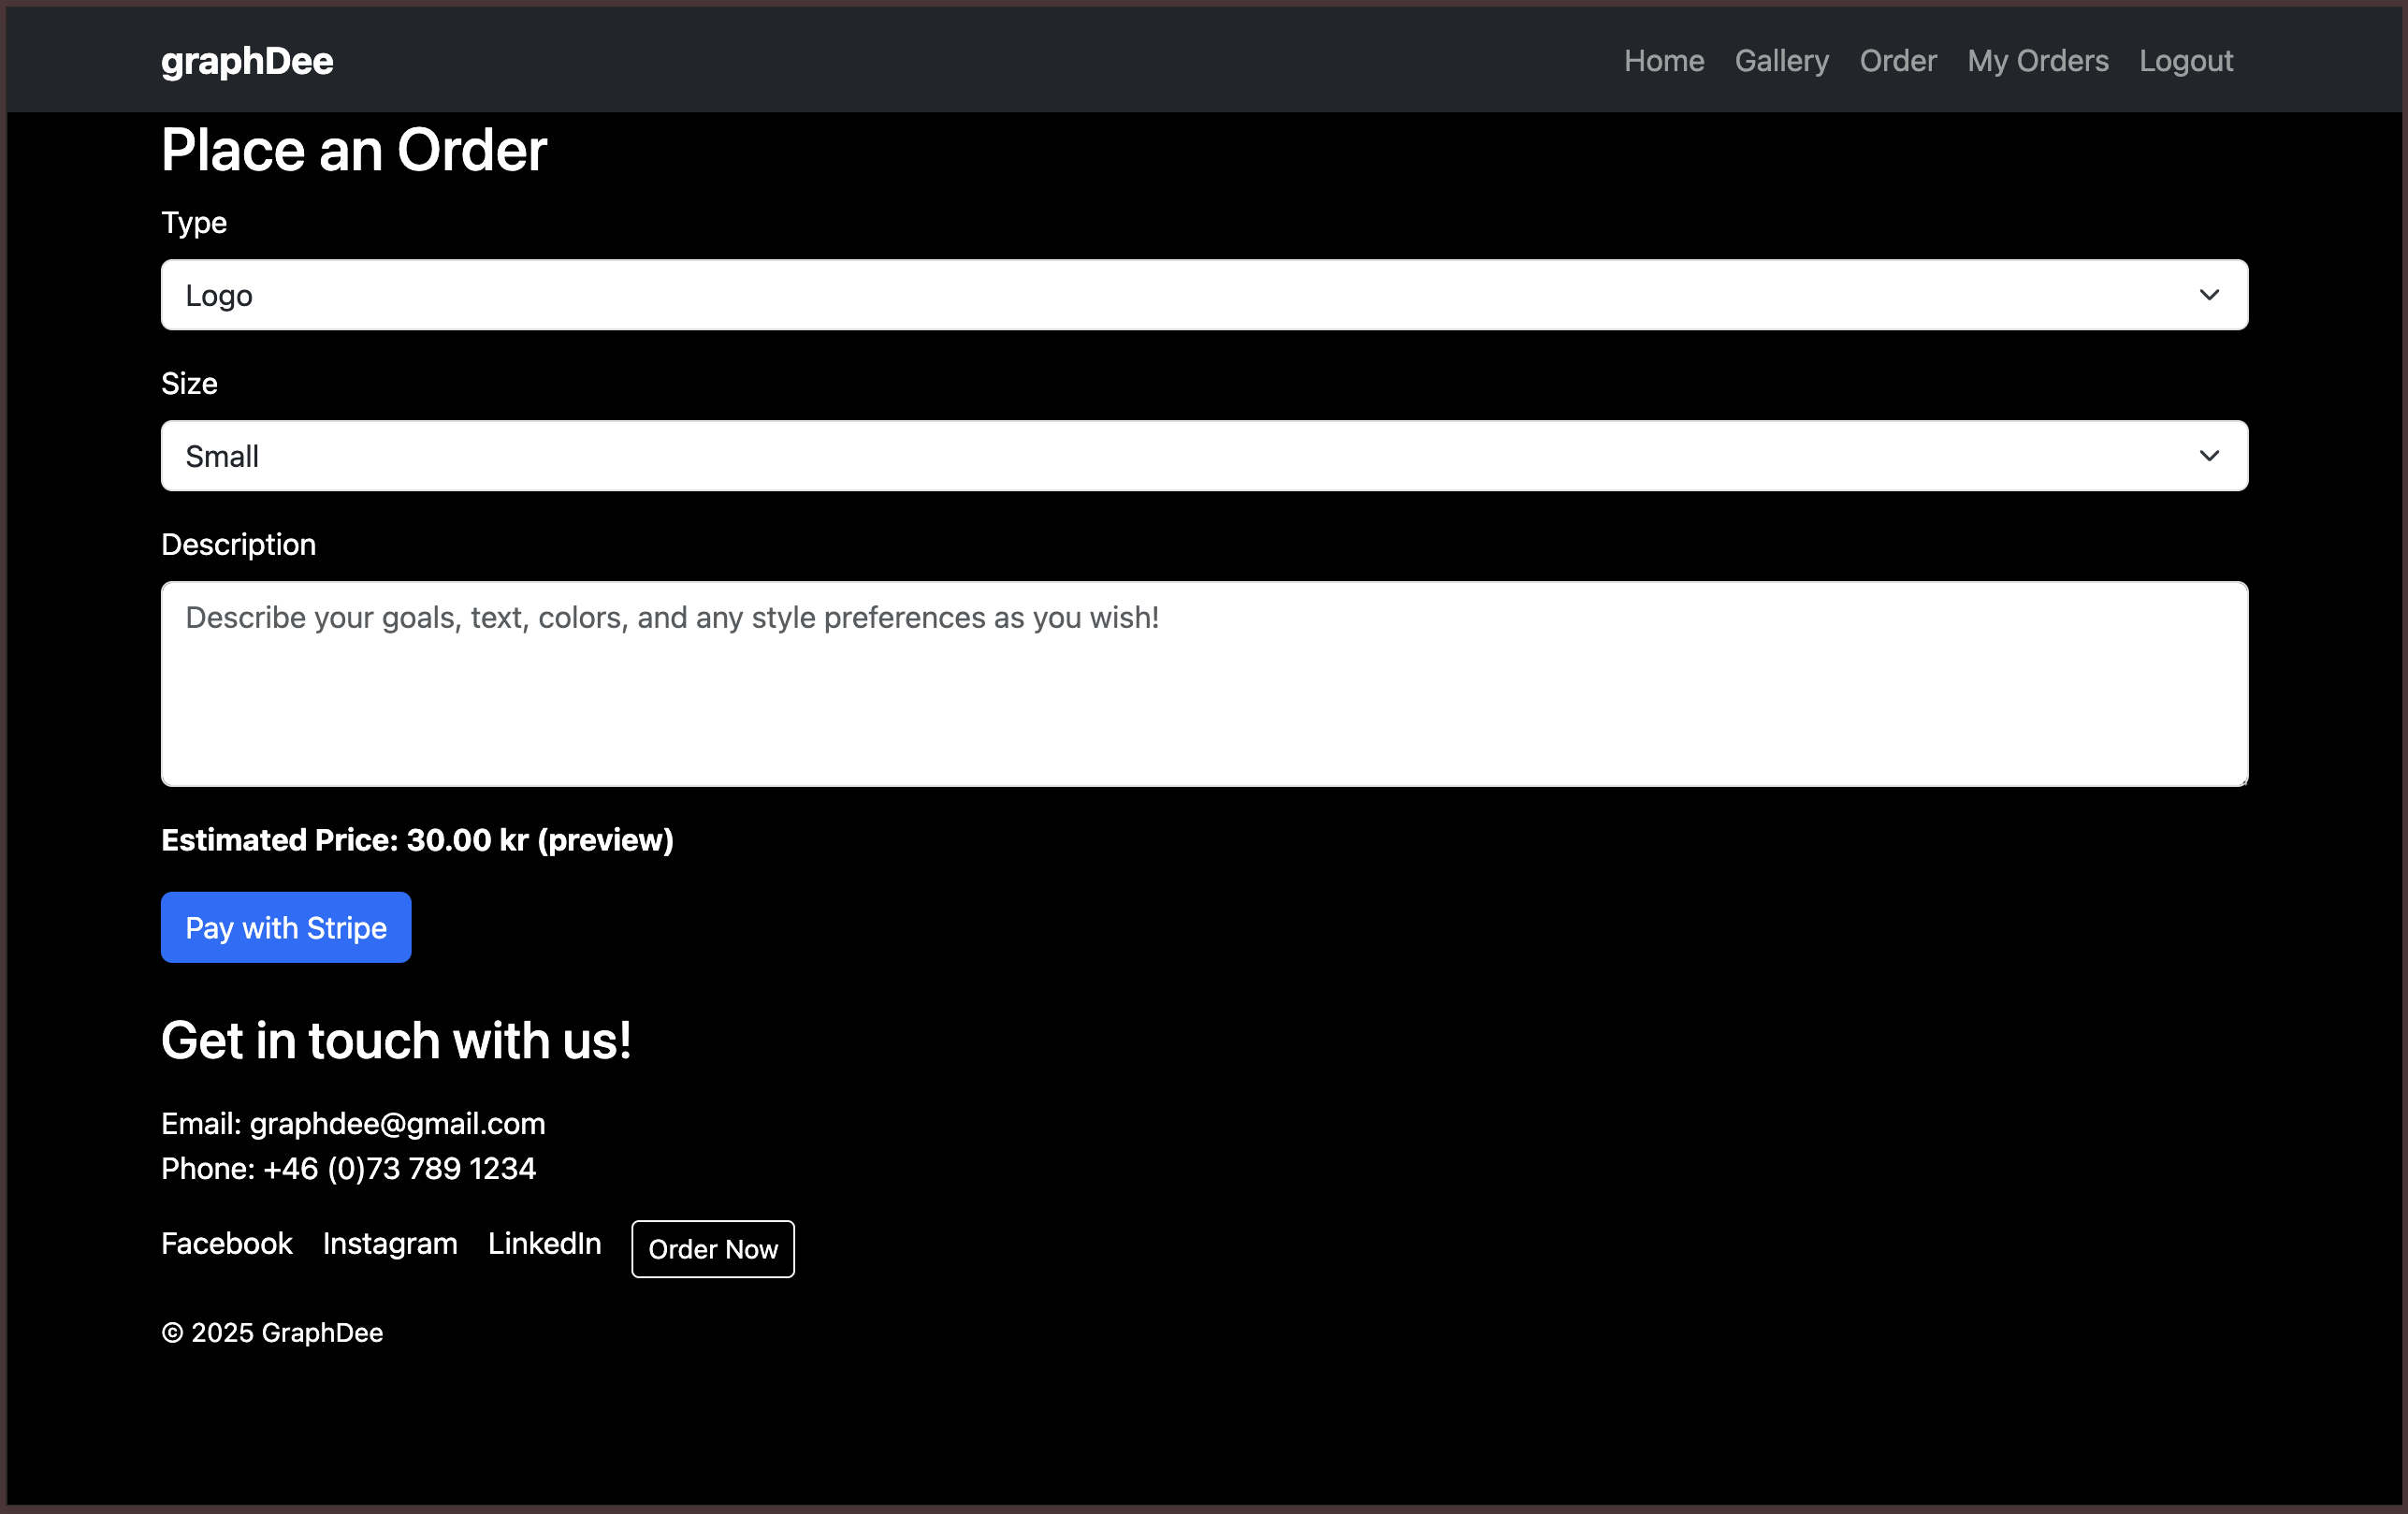 graphDee
Home Gallery Order My Orders Logout
Place an Order
Type
Logo
Size
Small
Description
Describe your goals, text, colors, and any style preferences as you wish!
Estimated Price: 30.00 kr (preview)
Pay with Stripe
Get in touch with us!
Email: graphdee@gmail.com
Phone: +46 (0)73 789 1234
Facebook Instagram LinkedIn Order Now
© 2025 GraphDee